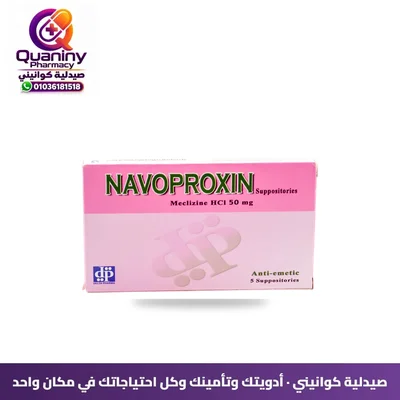 Quaniny
Pharmacy
صيدلية كوانيني
01036181518
NAVOPROXIN Suppositories
Meclizine HCl 50 mg
dp
Anti-emetic
5 Suppositories
صيدلية كوانيني - أدويتك وتأمينك وكل احتياجاتك في مكان واحد